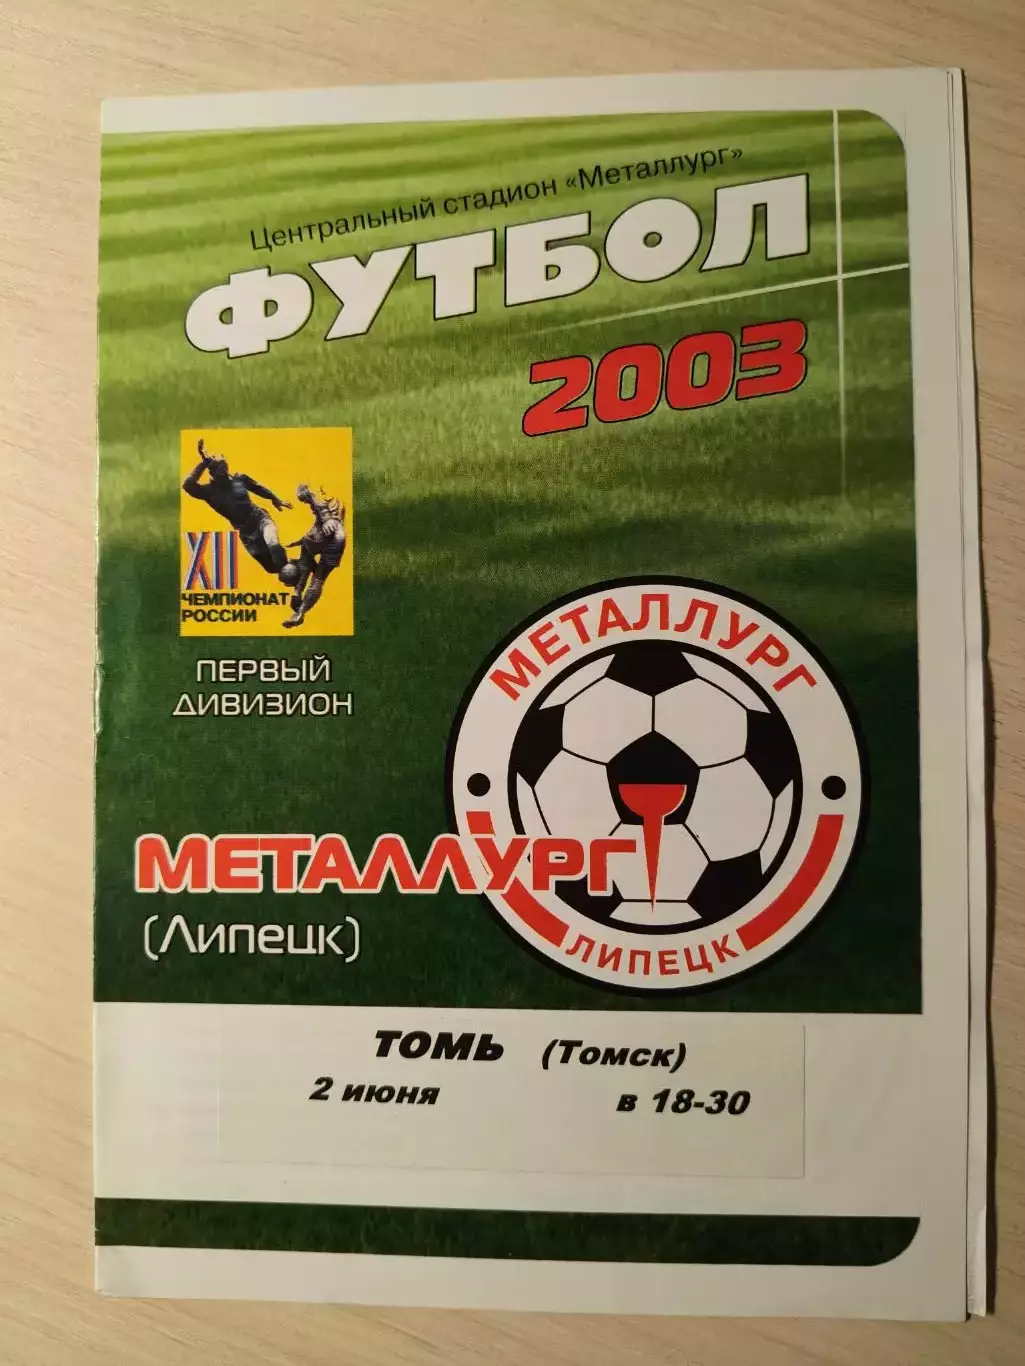 Центральный стадион «Металлург»
ФУТБОЛ
2003
XII
ЧЕМПИОНАТ
РОССИИ
ПЕРВЫЙ
ДИВИЗИОН
МЕТАЛЛУРГ
ЛИПЕЦК
МЕТАЛЛУРГ
(Липецк)
ТОМЬ (Томск)
2 июня в 18-30